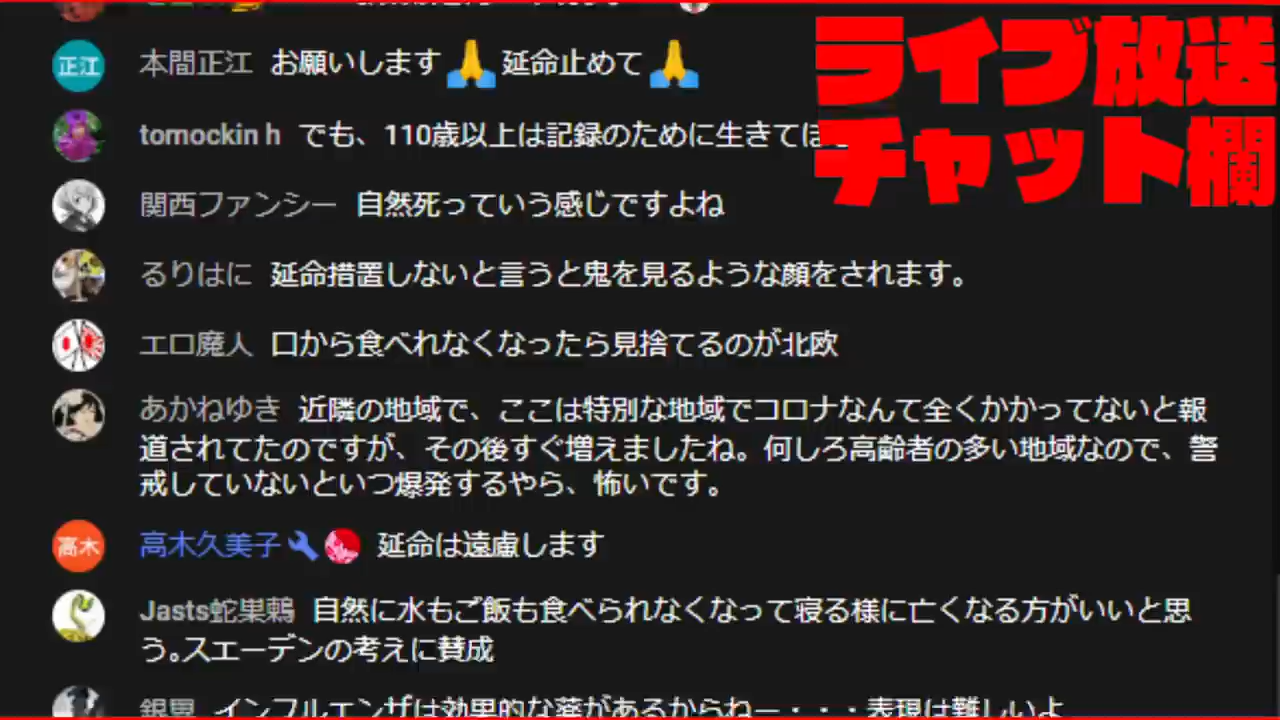 ライブ放送
チャット欄
正江 本間正江 お願いします🙏延命止めて🙏
tomockin h でも、110歳以上は記録のために生きてほ
関西ファンシー 自然死っていう感じですよね
るりはに 延命措置しないと言うと鬼を見るような顔をされます。
エロ魔人 口から食べれなくなったら見捨てるのが北欧
あかねゆき 近隣の地域で、ここは特別な地域でコロナなんて全くかかってないと報
道されてたのですが、その後すぐ増えましたね。何しろ高齢者の多い地域なので、警
戒していないといつ爆発するやら、怖いです。
高木 高木久美子 延命は遠慮します
Jasts蛇巣鶏 自然に水もご飯も食べられなくなって寝る様に亡くなる方がいいと思
う。スエーデンの考えに賛成
インフルエンザは効果的な薬があるからねー・・・表現は難しいよ